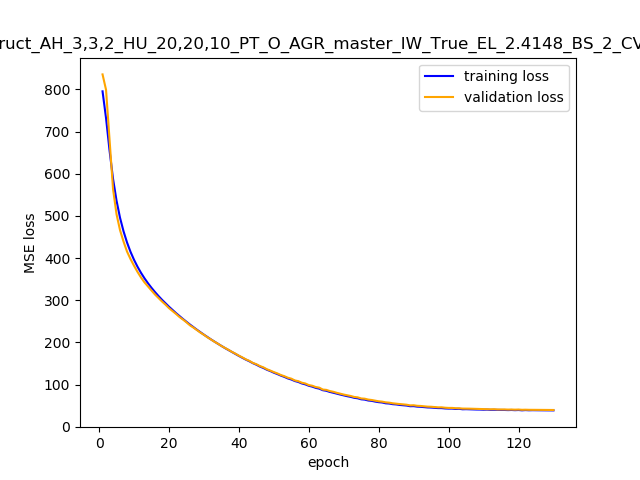 ruct_AH_3,3,2_HU_20,20,10_PT_O_AGR_master_IW_True_EL_2.4148_BS_2_CV
training loss
validation loss
MSE loss
800
700
600
500
400
300
200
100
0
0 20 40 60 80 100 120
epoch